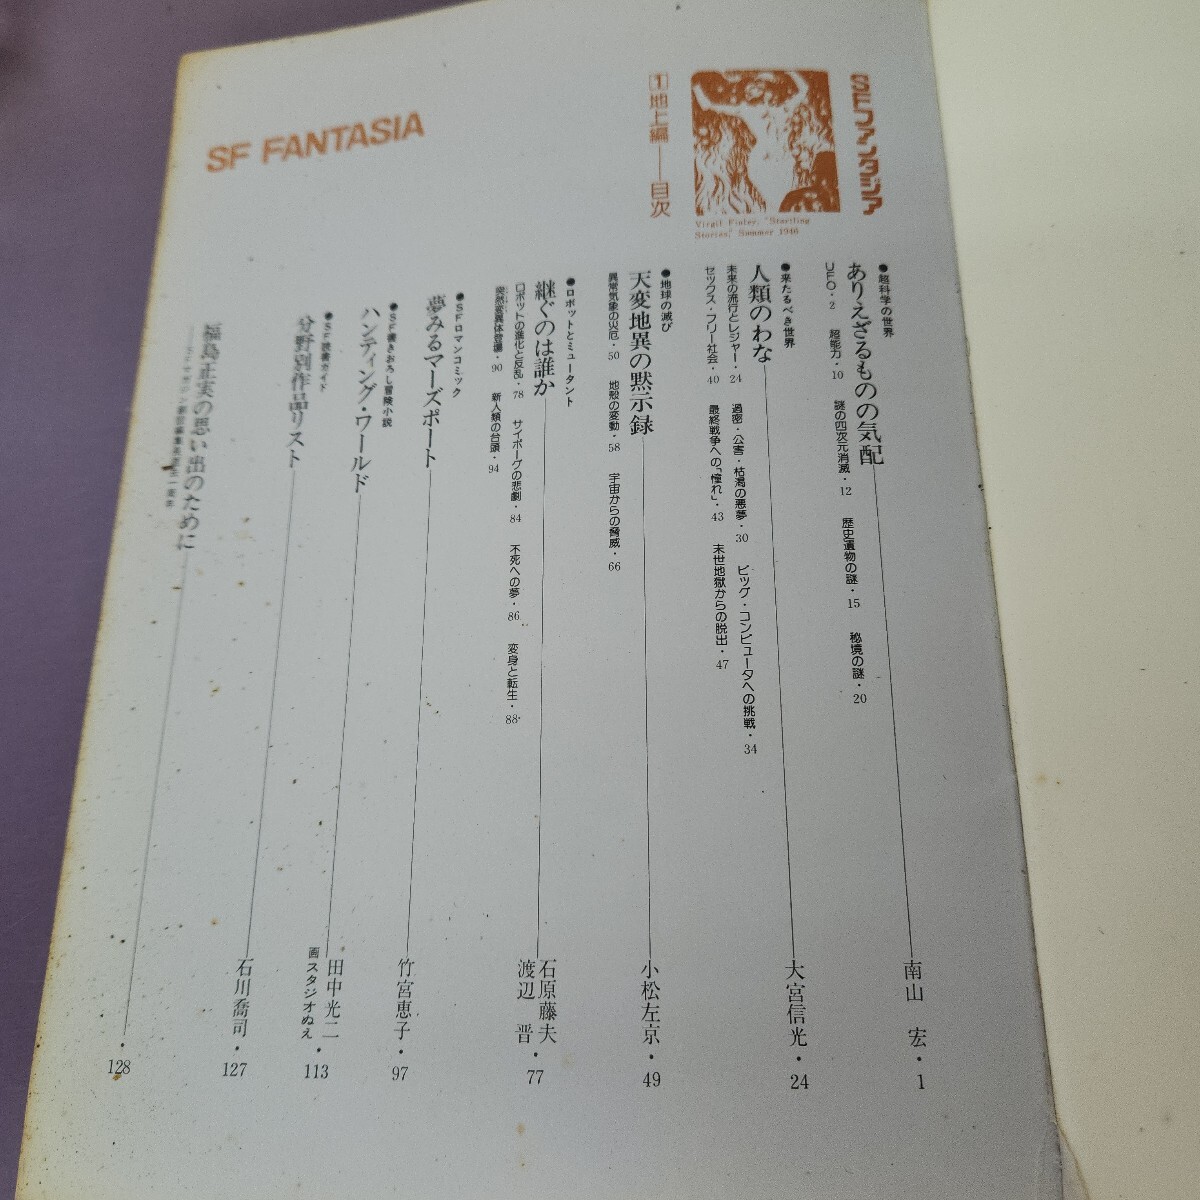 SFファンタジア
Virgil Finlay, "Startling
Stories," Summer 1946
1地上編——目次
SF FANTASIA
●超科学の世界
ありえざるものの気配 南山 宏・1
UFO・2 超能力・10 謎の四次元消滅・12 歴史遺物の謎・15 秘境の謎・20
●来たるべき世界
人類のわな 大宮信光・24
未来の流行とレジャー・24 過密・公害・枯渇の悪夢・30 ビッグ・コンピュータへの挑戦・34
セックス・フリー社会・40 最終戦争への「憧れ」・43 末世地獄からの脱出・47
●地球の滅び
天変地異の黙示録 小松左京・49
異常気象の災厄・50 地殻の変動・58 宇宙からの脅威・66
●ロボットとミュータント
継ぐのは誰か 石原藤夫 渡辺 晋・77
ロボットの進化と反乱・78 サイボーグの悲劇・84 不死への夢・86 変身と転生・88
突然変異体登場・90 新人類の台頭・94
●SFロマンコミック
夢みるマーズポート 竹宮恵子・97
●SF書きおろし冒険小説
ハンティング・ワールド 田中光二 画スタジオぬえ・113
●SF読書ガイド
分野別作品リスト 石川喬司・127
福島正実の思い出のために ・128